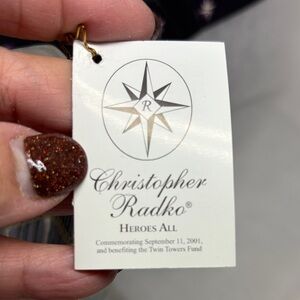 R
Christopher
Radko®
HEROES ALL
Commemorating September 11, 2001,
and benefiting the Twin Towers Fund